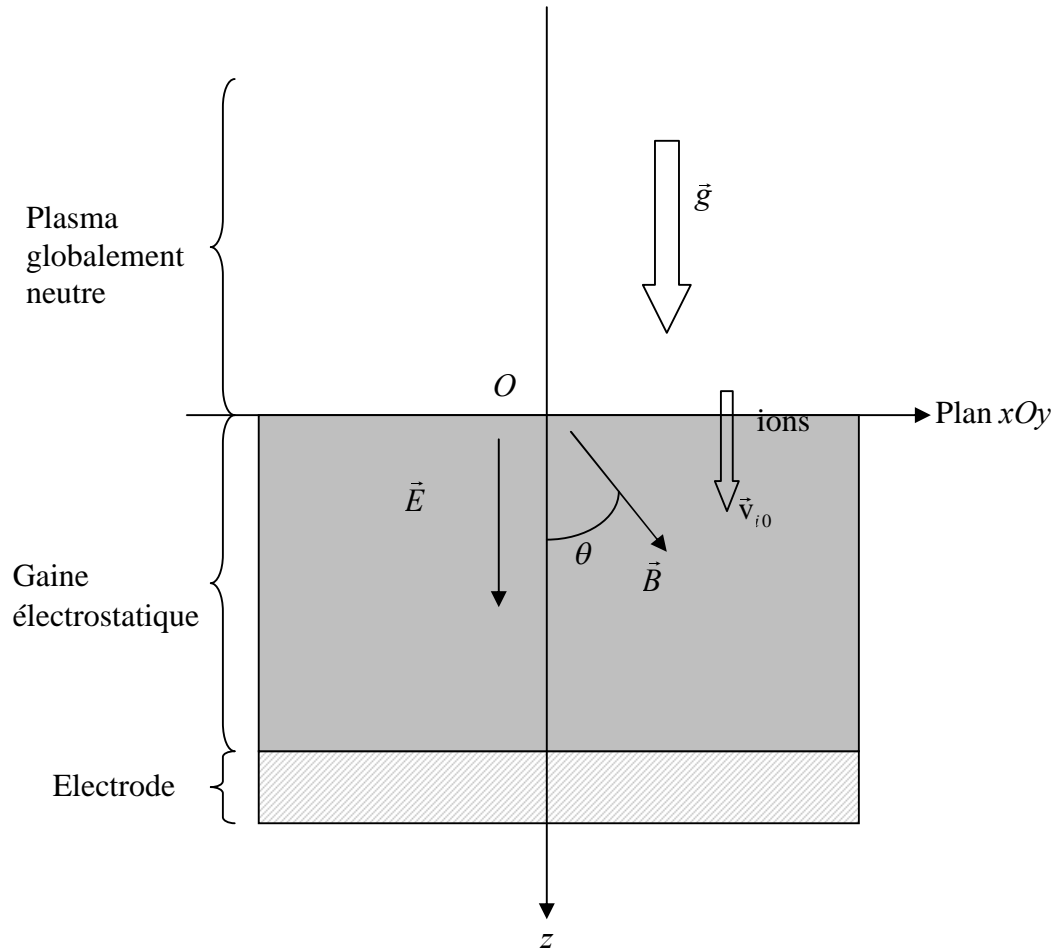 Plasma
globalement
neutre
g⃗
O
ions
Plan xOy
E⃗
v⃗i0
θ
B⃗
Gaine
électrostatique
Electrode
z